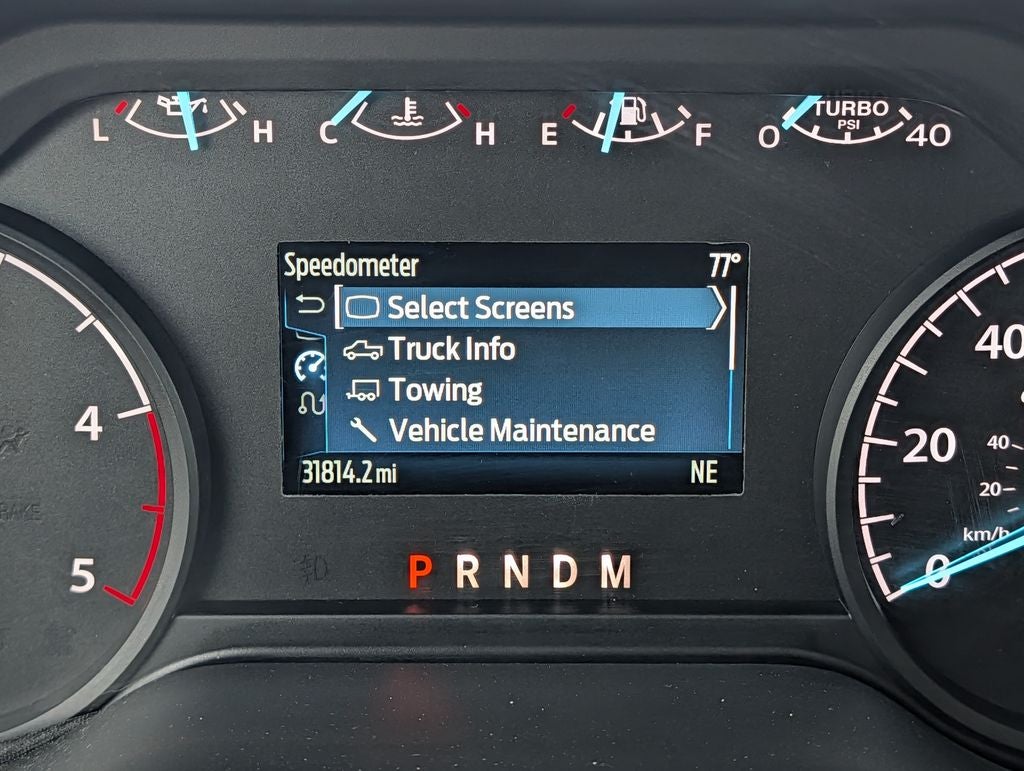 L H C H E F O TURBO PSI 40
Speedometer 77°
Select Screens
Truck Info
Towing
Vehicle Maintenance
31814.2 mi NE
P R N D M
4
5
40
20
0
40
20
km/h